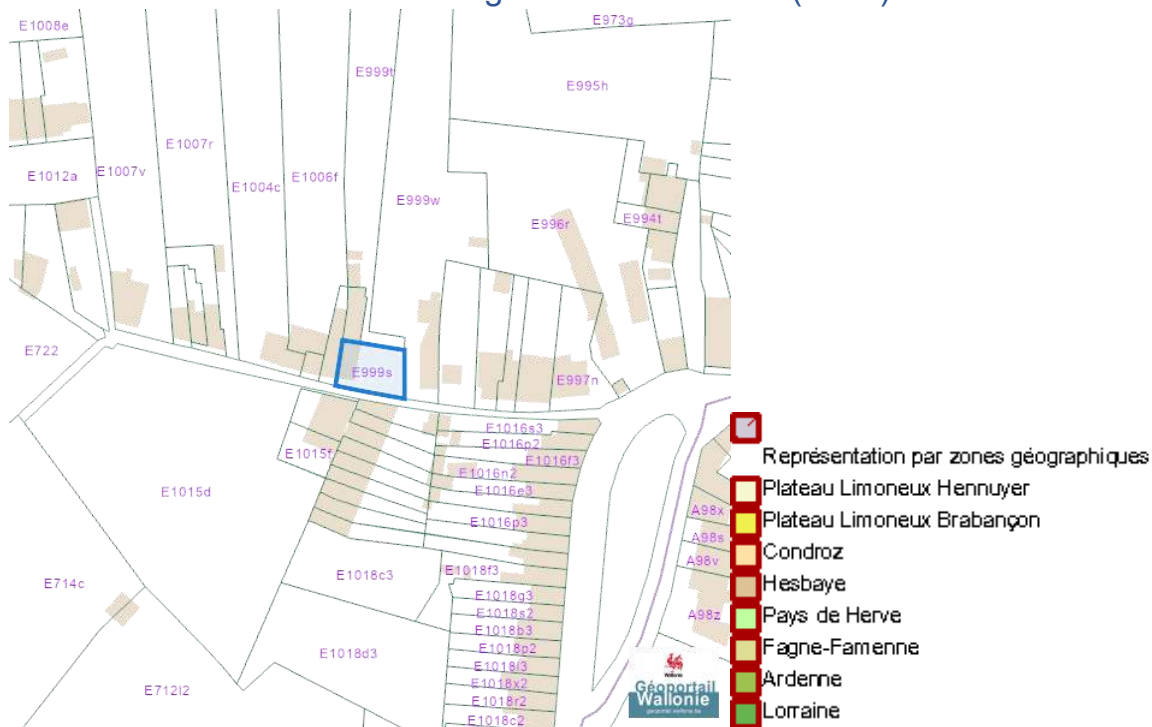 E1008e
E973g
E999t
E995h
E1007r
E1012a
E1007v
E1004c
E1006f
E999w
E996r
E994t
E722
E999s
E997n
E1016s3
E1016p2
E1015f
E1016f3
E1016n2
E1015d
E1016e3
E1016p3
A98x
A98s
A98v
E714c
E1018c3
E1018f3
E1018g3
E1018s2
A98z
E1018b3
E1018d3
E1018p2
E1018l3
E1018x2
E712l2
E1018r2
E1018c2
Wallonie
Géoportail
Wallonie
geoportail.wallonie.be
Représentation par zones géographiques
Plateau Limoneux Hennuyer
Plateau Limoneux Brabançon
Condroz
Hesbaye
Pays de Herve
Fagne-Famenne
Ardenne
Lorraine